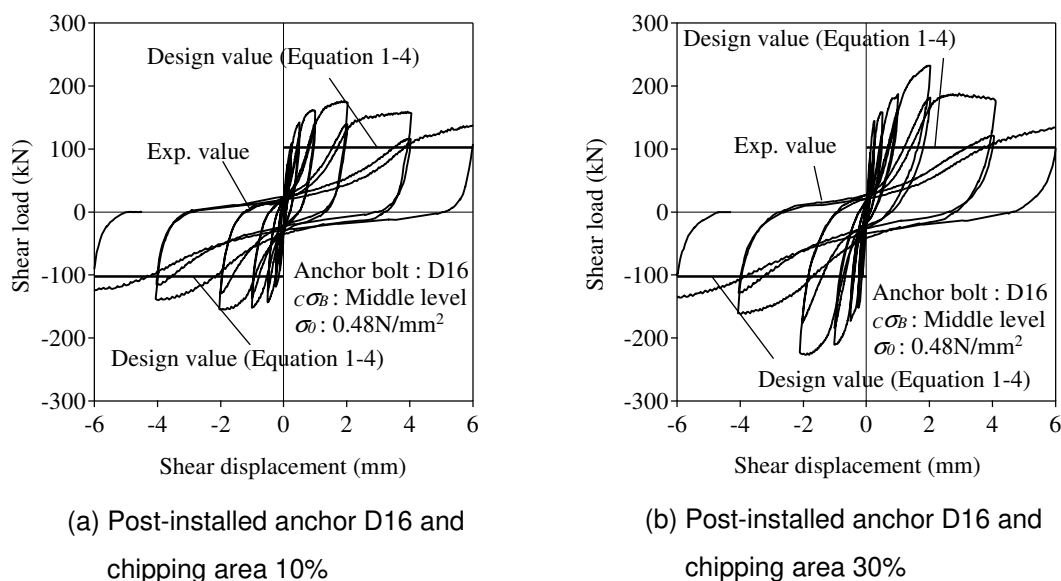 300
200
100
0
-100
-200
-300
Shear load (kN)
Design value (Equation 1-4)
Exp. value
Anchor bolt : D16
CσB : Middle level
σ0 : 0.48N/mm2
Design value (Equation 1-4)
-6 -4 -2 0 2 4 6
Shear displacement (mm)
(a) Post-installed anchor D16 and
chipping area 10%
300
200
100
0
-100
-200
-300
Shear load (kN)
Design value (Equation 1-4)
Exp. value
Anchor bolt : D16
CσB : Middle level
σ0 : 0.48N/mm2
Design value (Equation 1-4)
-6 -4 -2 0 2 4 6
Shear displacement (mm)
(b) Post-installed anchor D16 and
chipping area 30%